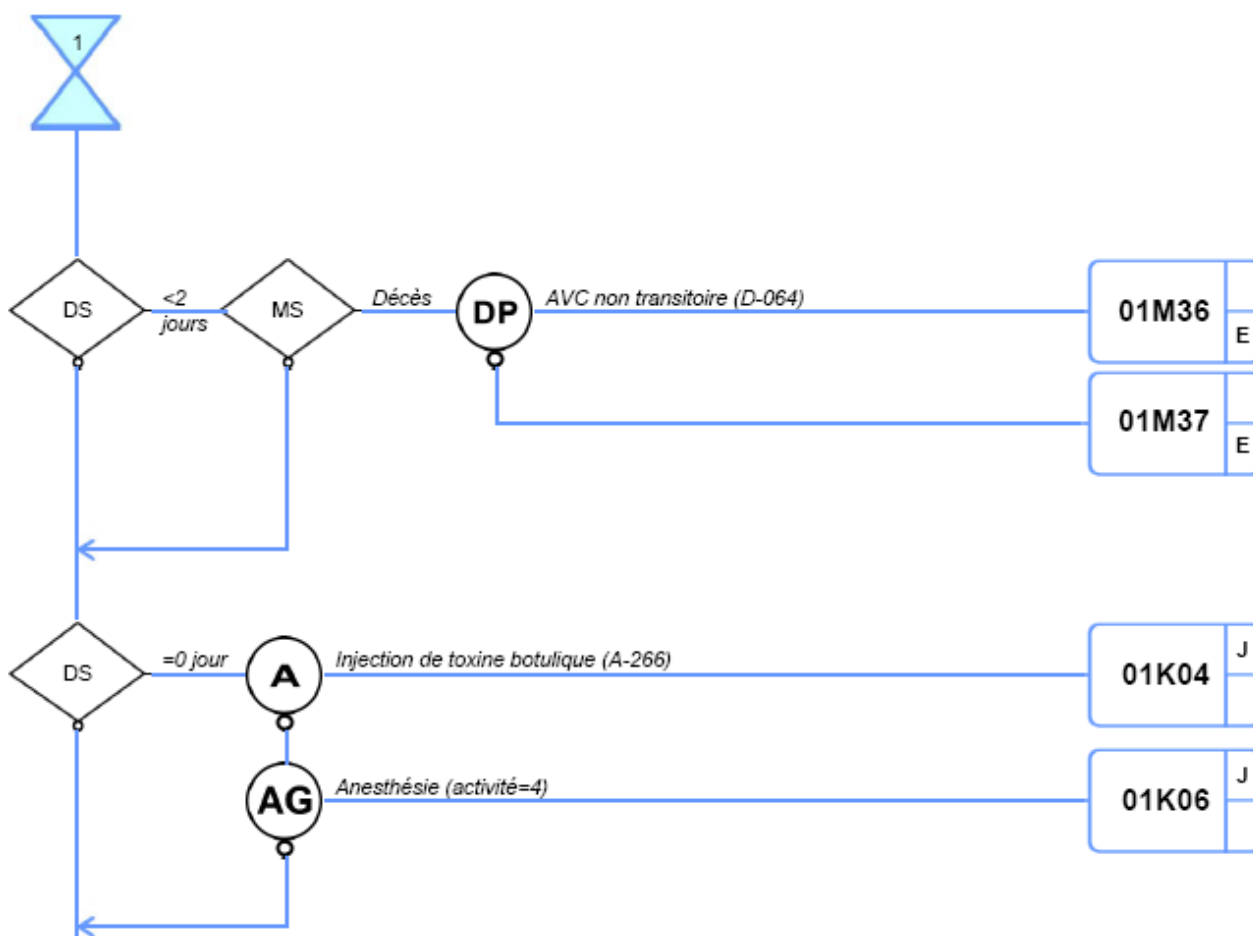 1
DS
<2
jours
MS
Décès
DP
AVC non transitoire (D-064)
01M36
E
01M37
E
DS
=0 jour
A
Injection de toxine botulique (A-266)
01K04
J
AG
Anesthésie (activité=4)
01K06
J